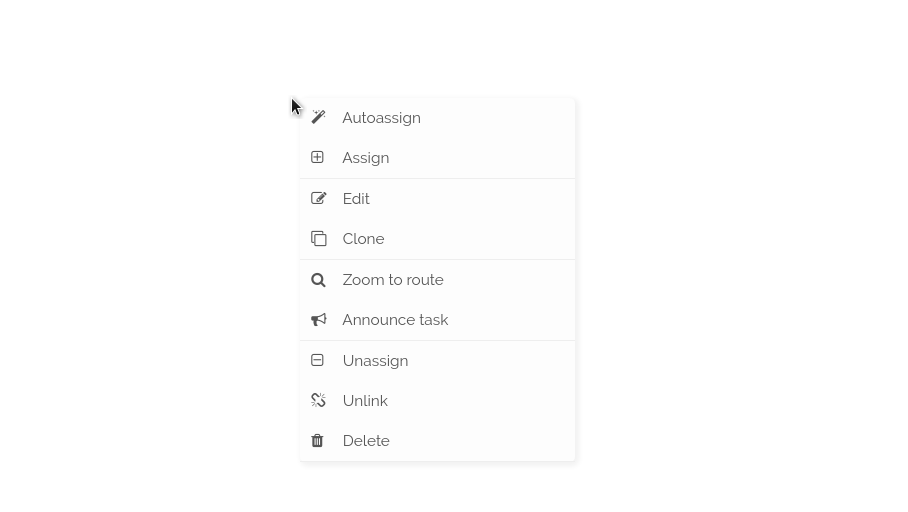 Autoassign
Assign
Edit
Clone
Zoom to route
Announce task
Unassign
Unlink
Delete